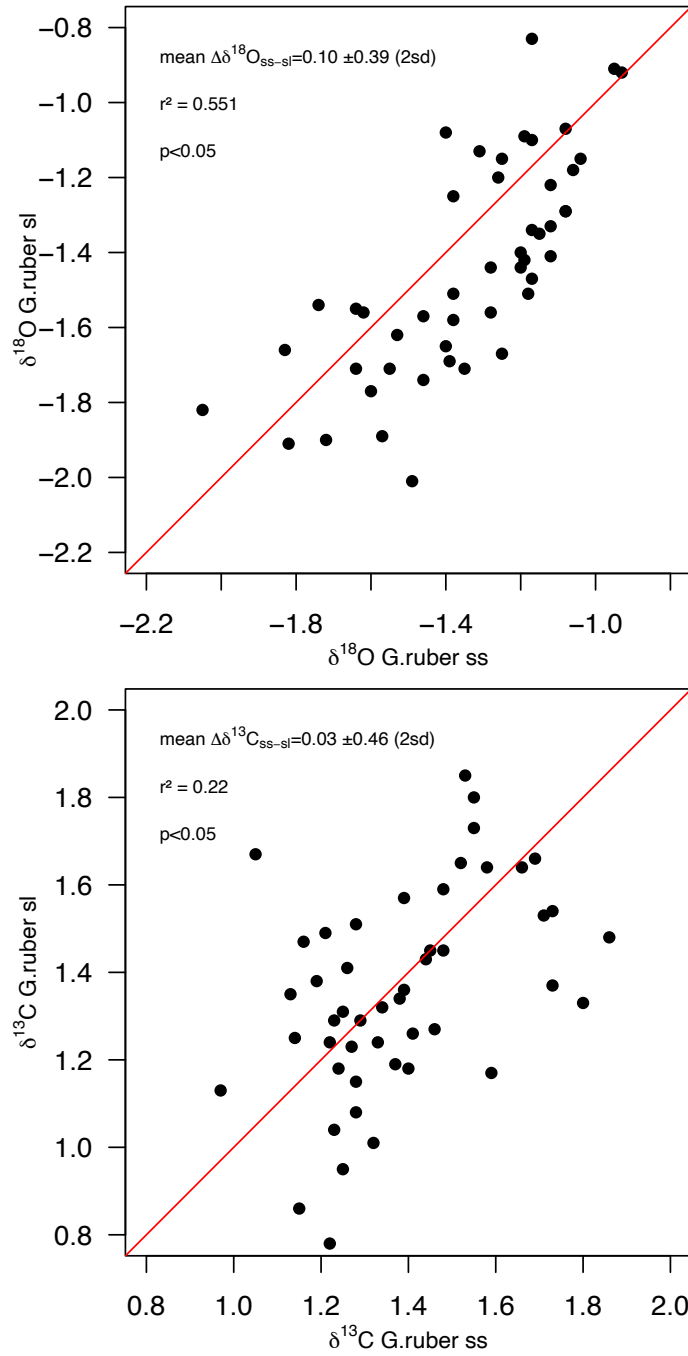 mean Δδ¹⁸Oss−sl=0.10 ±0.39 (2sd)
r² = 0.551
p<0.05
δ¹⁸O G.ruber sl
−0.8
−1.0
−1.2
−1.4
−1.6
−1.8
−2.0
−2.2
−2.2 −1.8 −1.4 −1.0
δ¹⁸O G.ruber ss
mean Δδ¹³Css−sl=0.03 ±0.46 (2sd)
r² = 0.22
p<0.05
δ¹³C G.ruber sl
2.0
1.8
1.6
1.4
1.2
1.0
0.8
0.8 1.0 1.2 1.4 1.6 1.8 2.0
δ¹³C G.ruber ss